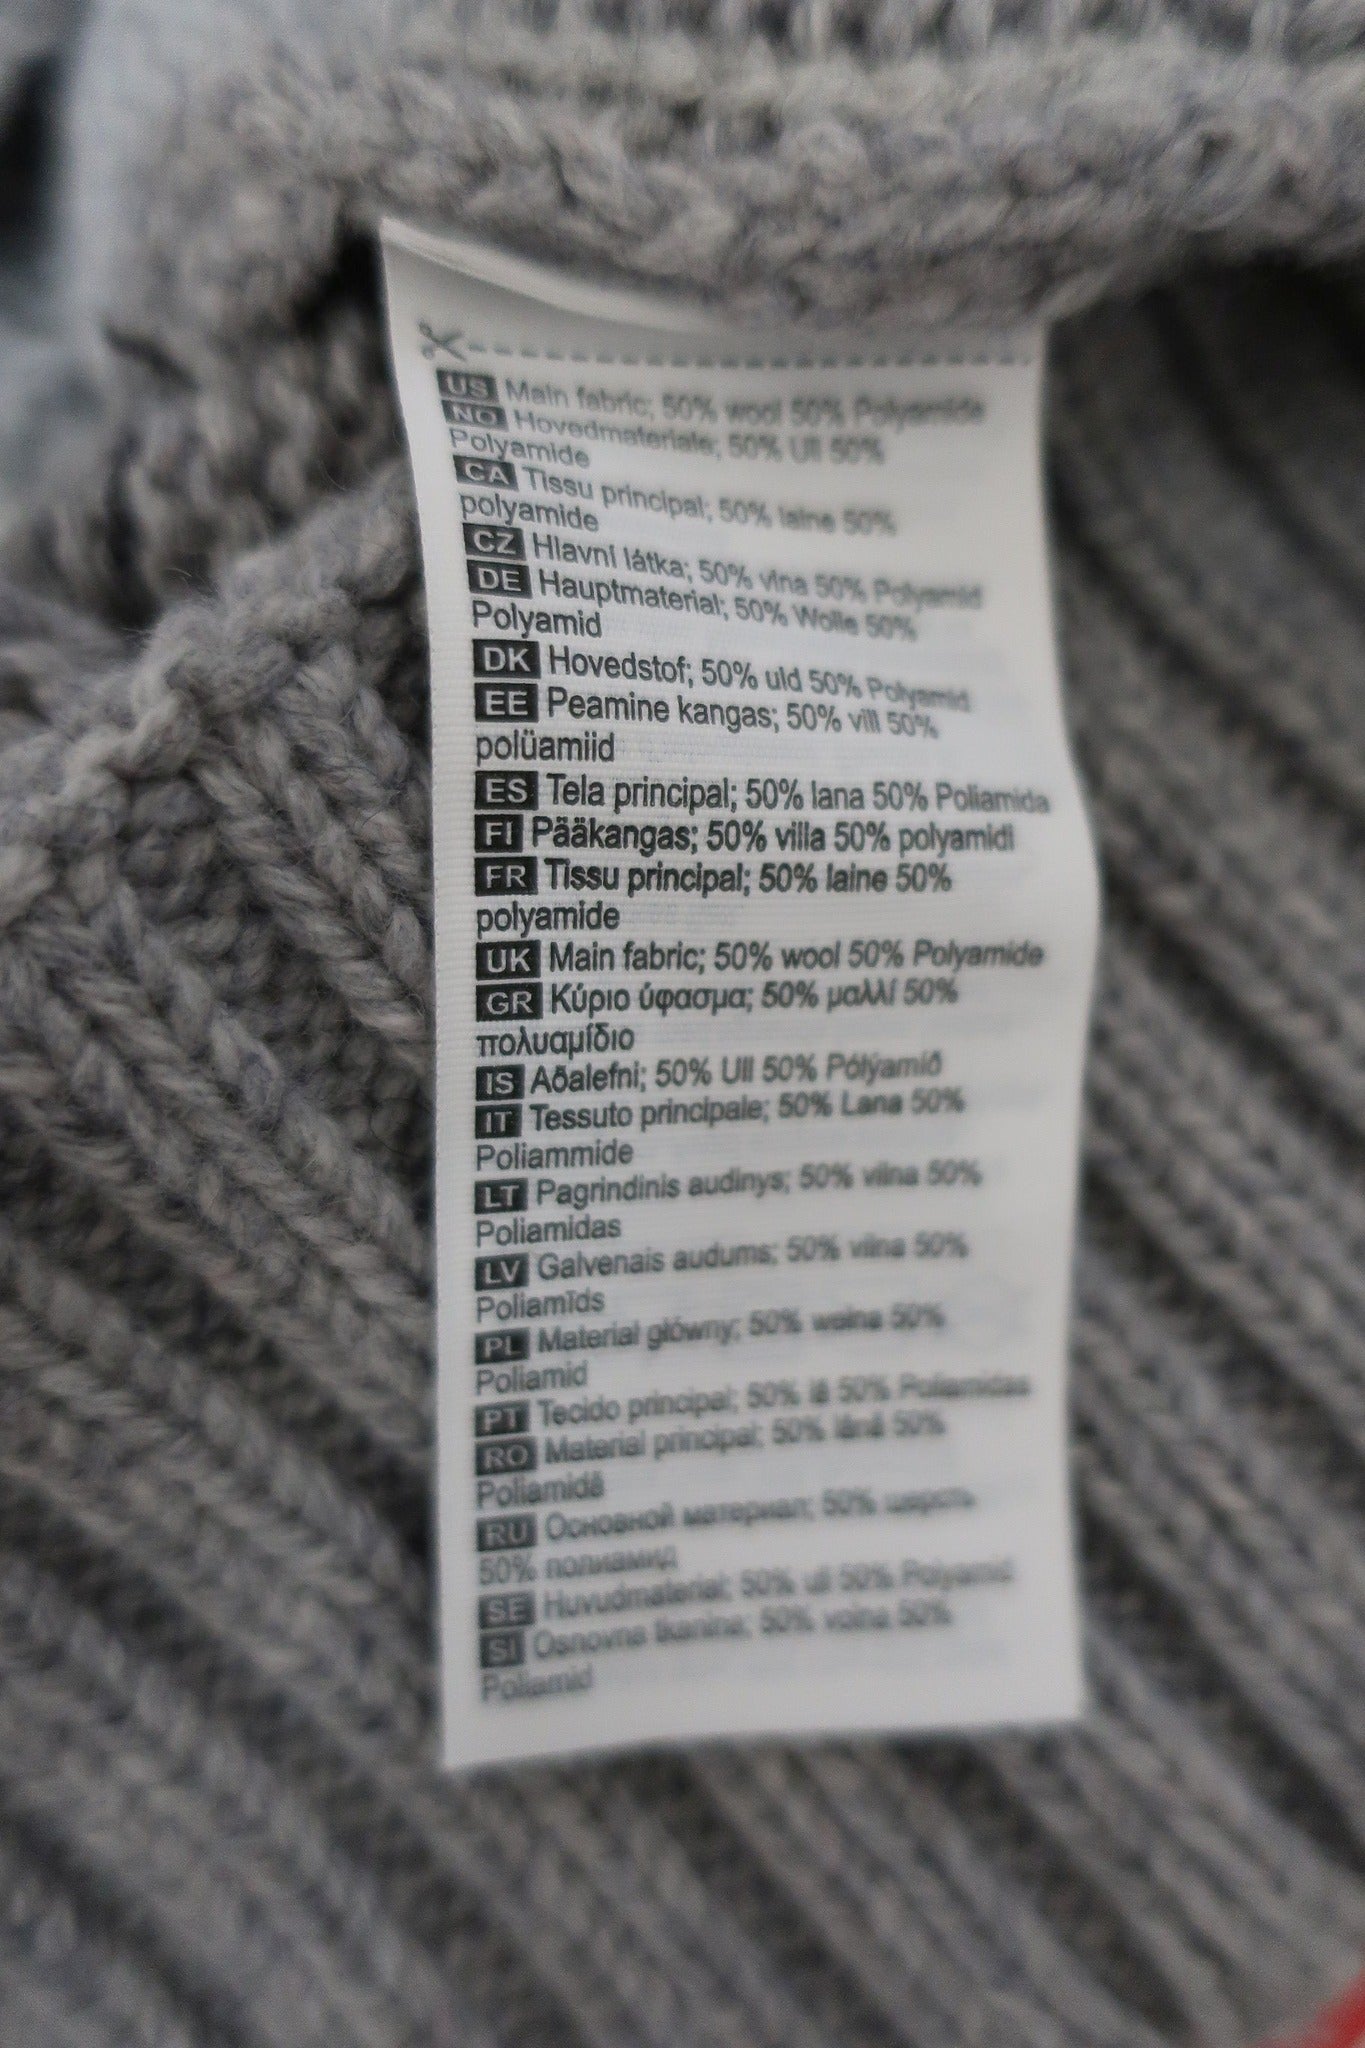 US Main fabric; 50% wool 50% Polyamide
NO Hovedmateriale; 50% Ull 50%
Polyamide
CA Tissu principal; 50% laine 50%
polyamide
CZ Hlavní látka; 50% vlna 50% Polyamid
DE Hauptmaterial; 50% Wolle 50%
Polyamid
DK Hovedstof; 50% uld 50% Polyamid
EE Peamine kangas; 50% vill 50%
polüamiid
ES Tela principal; 50% lana 50% Poliamida
FI Pääkangas; 50% villa 50% polyamidi
FR Tissu principal; 50% laine 50%
polyamide
UK Main fabric; 50% wool 50% Polyamide
GR Κύριο ύφασμα; 50% μαλλί 50%
πολυαμίδιο
IS Aðalefni; 50% Ull 50% Pólýamíð
IT Tessuto principale; 50% Lana 50%
Poliammide
LT Pagrindinis audinys; 50% vilna 50%
Poliamidas
LV Galvenais audums; 50% vilna 50%
Poliamīds
PL Materiał główny; 50% wełna 50%
Poliamid
PT Tecido principal; 50% lã 50% Poliamidas
RO Material principal; 50% lână 50%
Poliamidă
RU Основной материал; 50% шерсть
50% полиамид
SE Huvudmaterial; 50% ull 50% Polyamid
SI Osnovna tkanina; 50% volna 50%
Poliamid